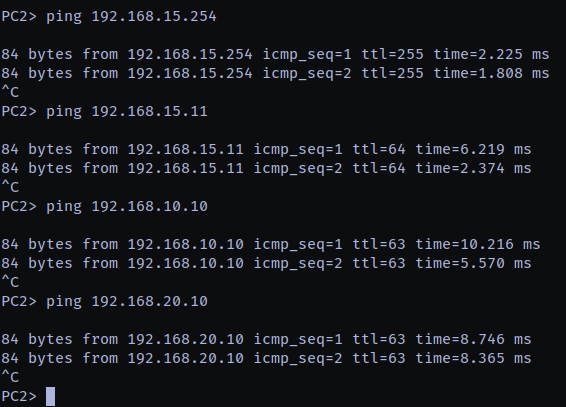 PC2> ping 192.168.15.254
84 bytes from 192.168.15.254 icmp_seq=1 ttl=255 time=2.225 ms
84 bytes from 192.168.15.254 icmp_seq=2 ttl=255 time=1.808 ms
^C
PC2> ping 192.168.15.11
84 bytes from 192.168.15.11 icmp_seq=1 ttl=64 time=6.219 ms
84 bytes from 192.168.15.11 icmp_seq=2 ttl=64 time=2.374 ms
^C
PC2> ping 192.168.10.10
84 bytes from 192.168.10.10 icmp_seq=1 ttl=63 time=10.216 ms
84 bytes from 192.168.10.10 icmp_seq=2 ttl=63 time=5.570 ms
^C
PC2> ping 192.168.20.10
84 bytes from 192.168.20.10 icmp_seq=1 ttl=63 time=8.746 ms
84 bytes from 192.168.20.10 icmp_seq=2 ttl=63 time=8.365 ms
^C
PC2>